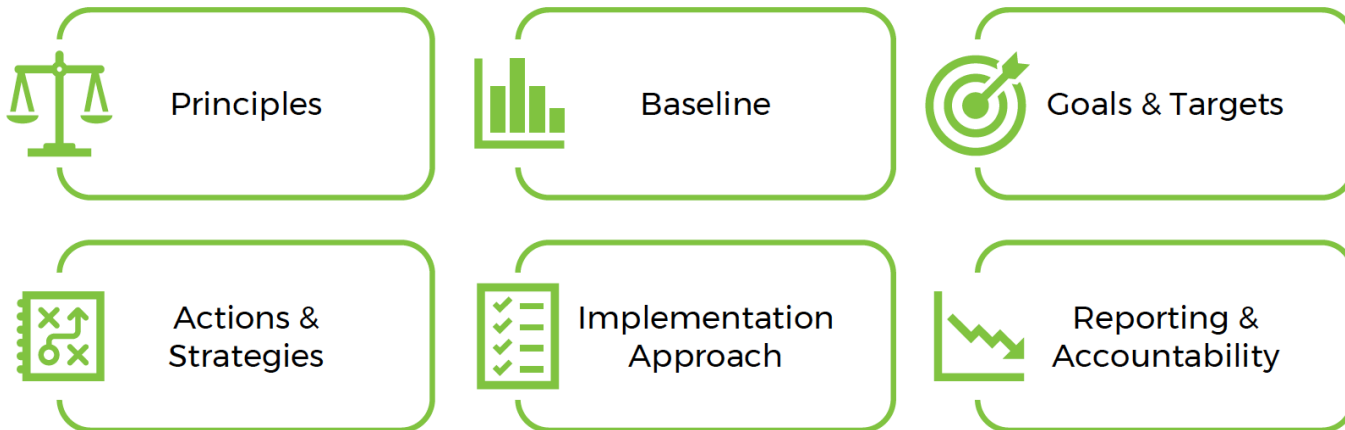 Principles
Baseline
Goals & Targets
Actions &
Strategies
Implementation
Approach
Reporting &
Accountability